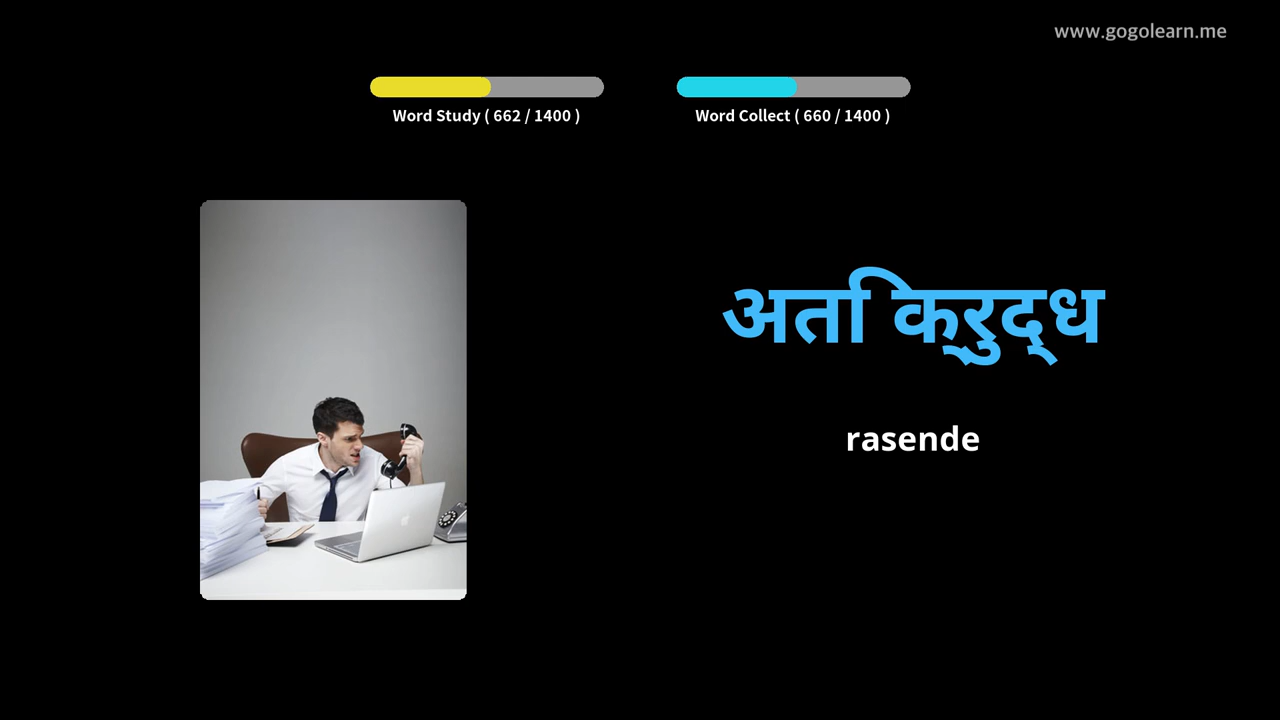 www.gogolearn.me
Word Study ( 662 / 1400 )
Word Collect ( 660 / 1400 )
अति क्रुद्ध
rasende